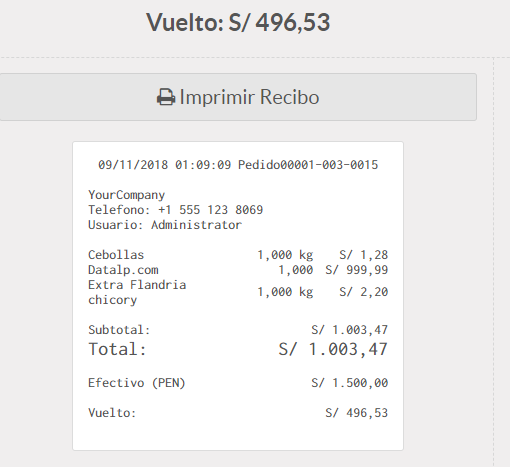 Vuelto: S/ 496,53
Imprimir Recibo
09/11/2018 01:09:09 Pedido00001-003-0015
YourCompany
Telefono: +1 555 123 8069
Usuario: Administrator
Cebollas 1,000 kg S/ 1,28
Datalp.com 1,000 S/ 999,99
Extra Flandria chicory 1,000 kg S/ 2,20
Subtotal: S/ 1.003,47
Total: S/ 1.003,47
Efectivo (PEN) S/ 1.500,00
Vuelto: S/ 496,53